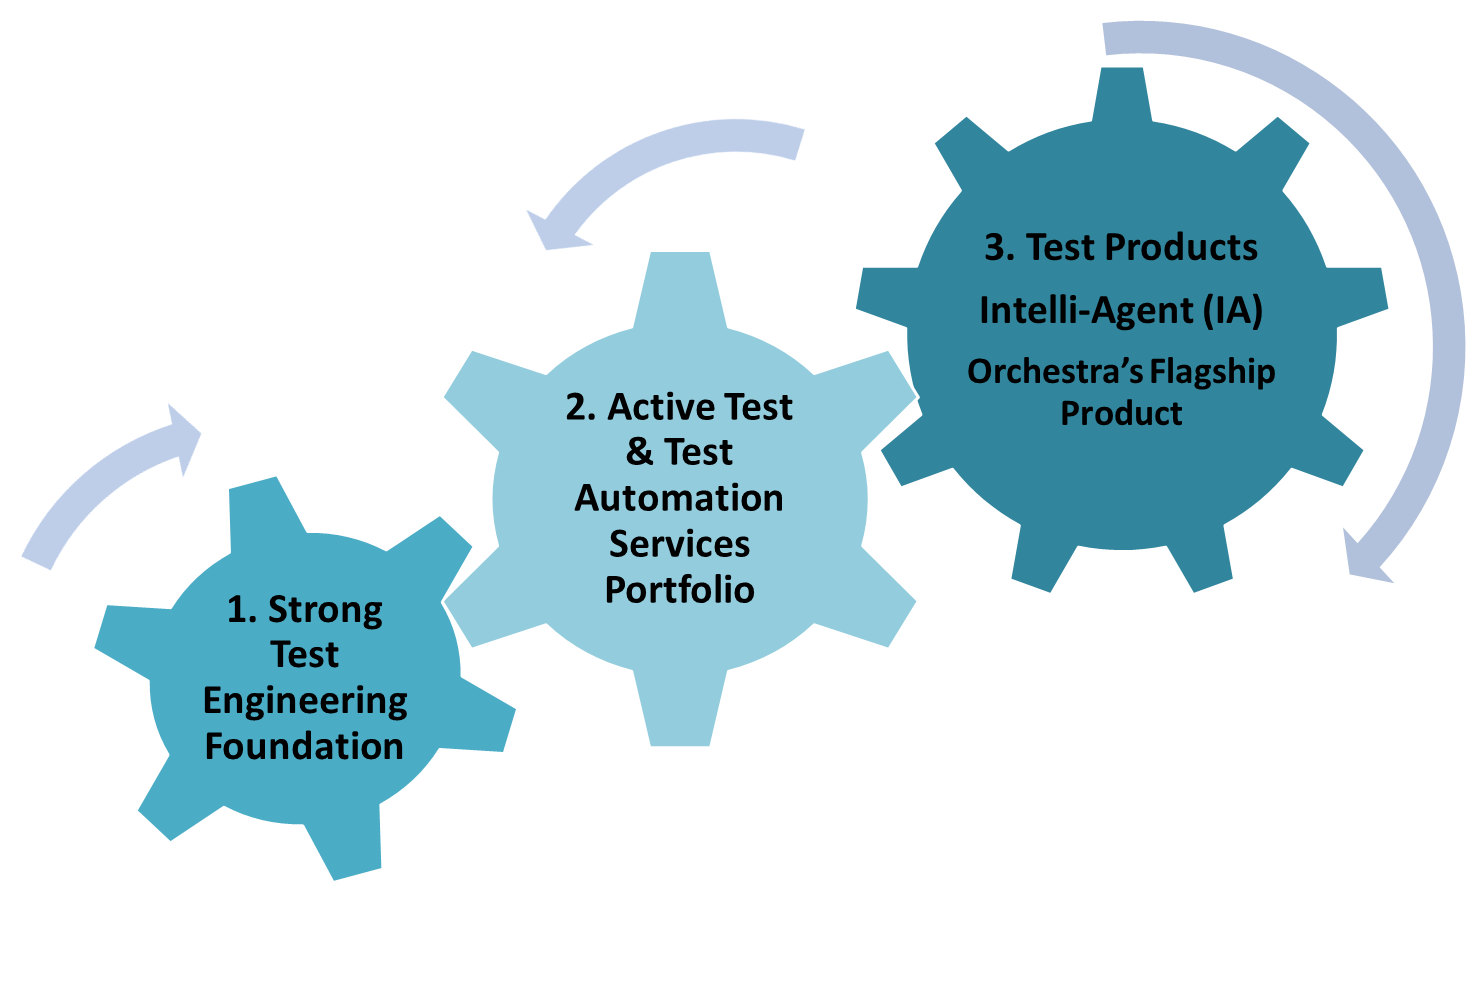 1. Strong
Test
Engineering
Foundation
2. Active Test
& Test
Automation
Services
Portfolio
3. Test Products
Intelli-Agent (IA)
Orchestra’s Flagship
Product